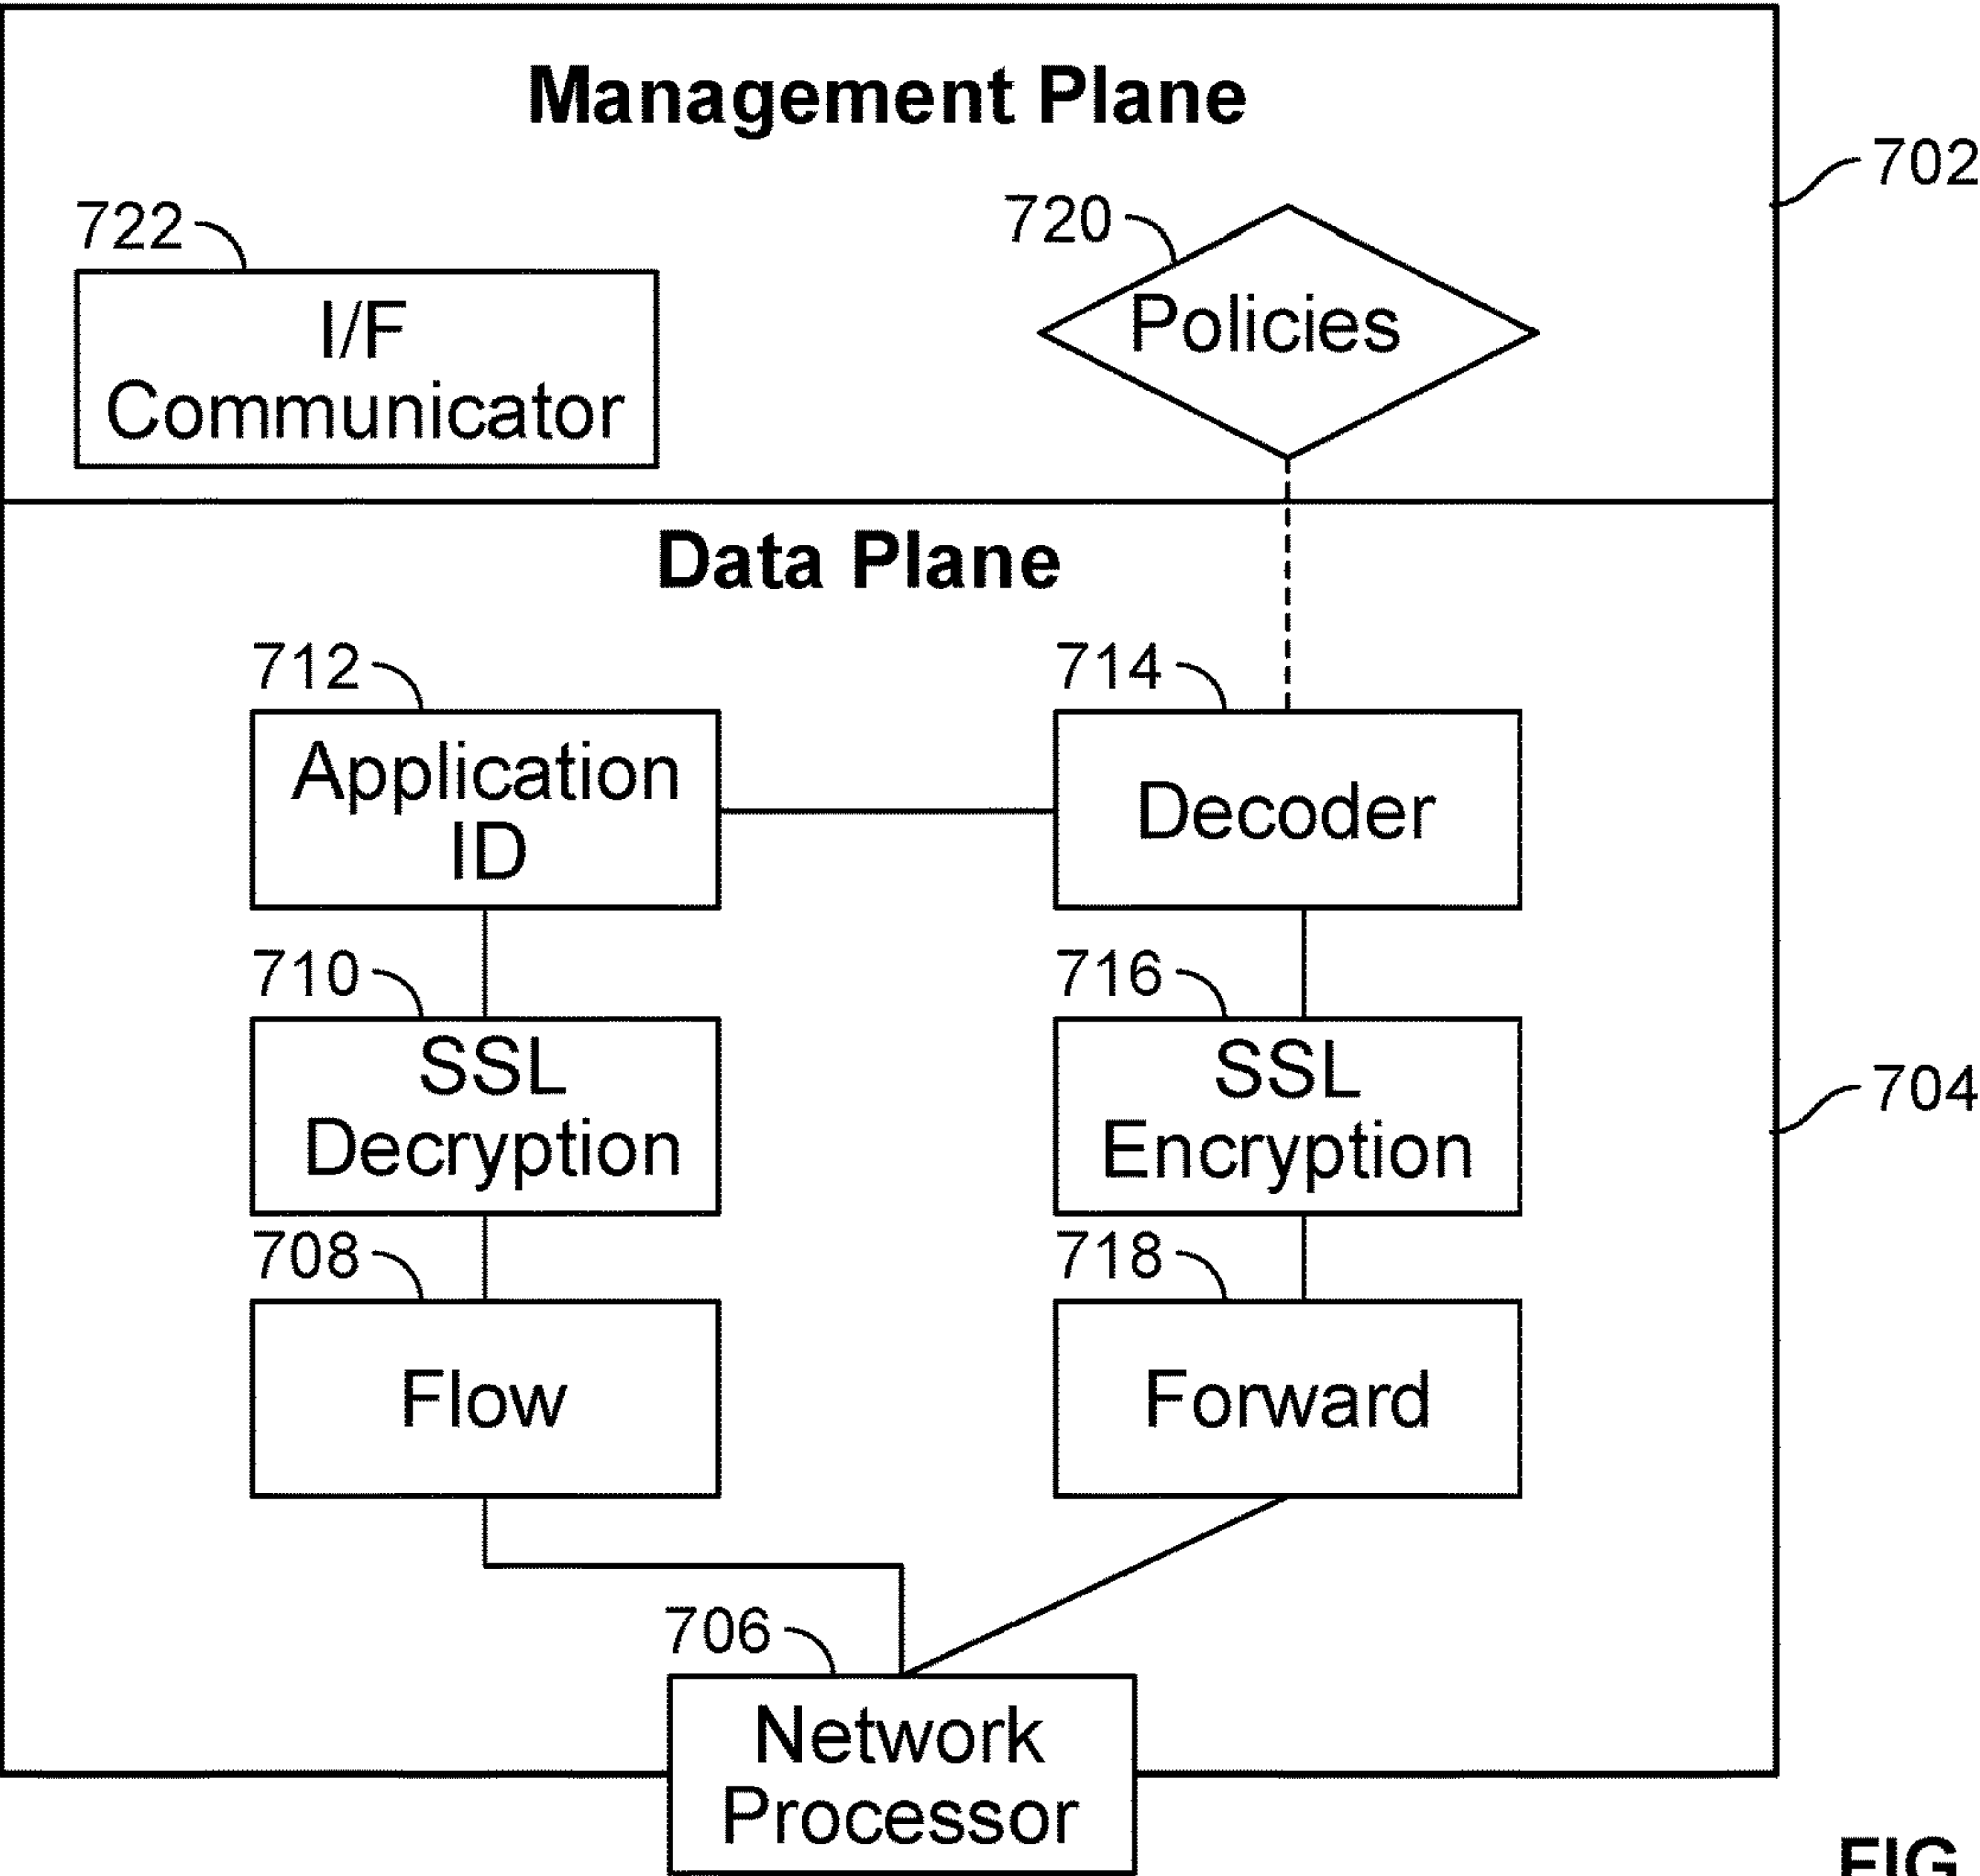 Management Plane
702
722
720
I/F
Communicator
Policies
Data Plane
712
714
Application
ID
Decoder
710
716
SSL
Decryption
SSL
Encryption
704
708
718
Flow
Forward
706
Network
Processor
FIG